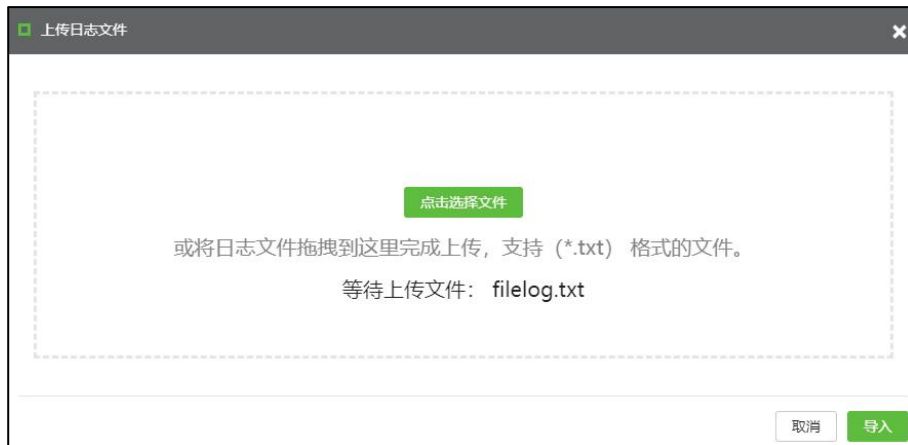 上传日志文件
点击选择文件
或将日志文件拖拽到这里完成上传，支持（*.txt） 格式的文件。
等待上传文件： filelog.txt
取消 导入